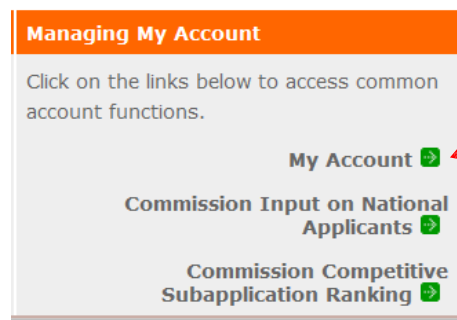 Managing My Account
Click on the links below to access common
account functions.
My Account
Commission Input on National
Applicants
Commission Competitive
Subapplication Ranking